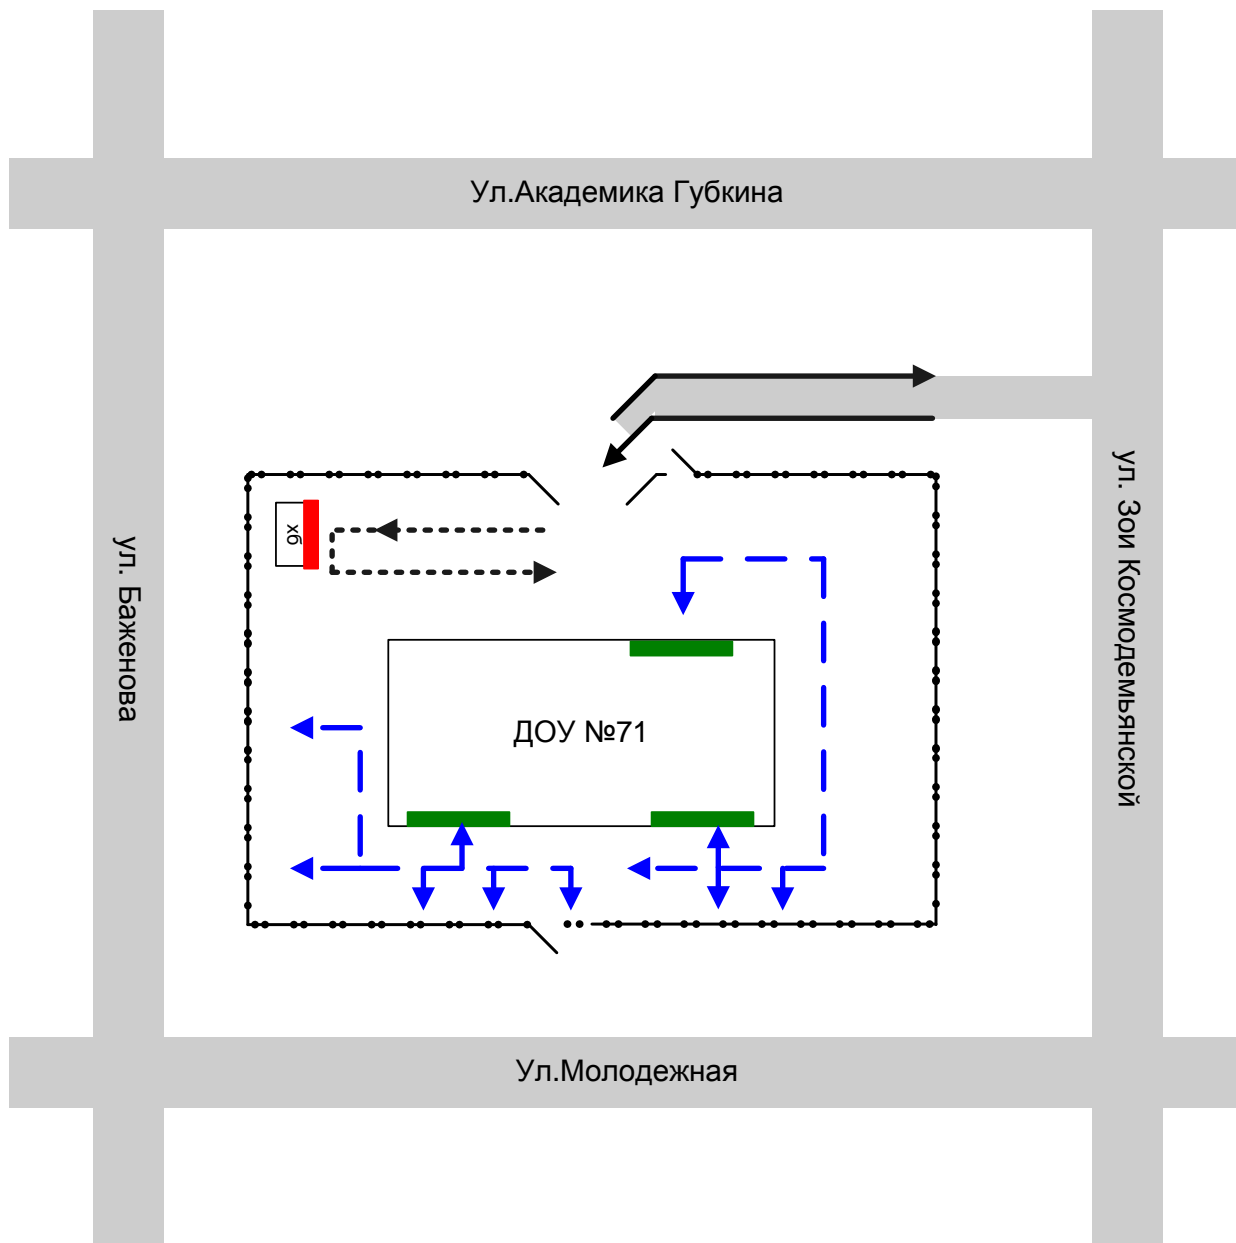 Ул.Академика Губкина
ул. Зои Космодемьянской
хб
ул. Баженова
ДОУ №71
Ул.Молодежная